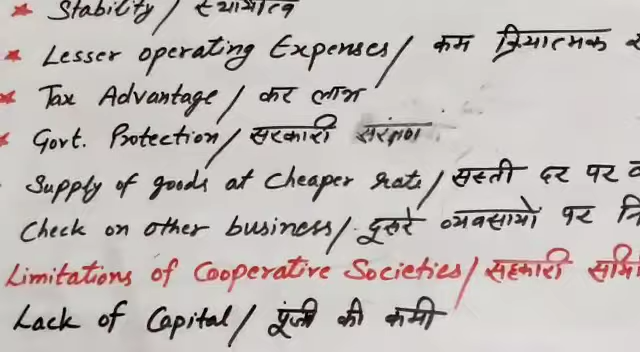 * Stability / स्थायित्व
* Lesser operating Expenses / कम क्रियात्मक
* Tax Advantage / कर लाभ
* Govt. Protection / सरकारी संरक्षण
Supply of goods at cheaper rate / सस्ती दर पर
Check on other business / दूसरे व्यवसायों पर
Limitations of Cooperative Societies / सहकारी
Lack of Capital / पूंजी की कमी